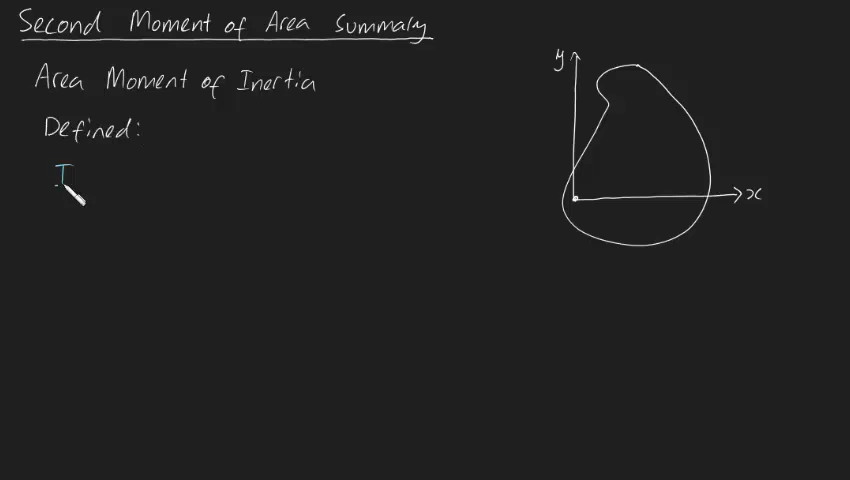 Second Moment of Area summary
Area Moment of Inertia
Defined:
I
y
x